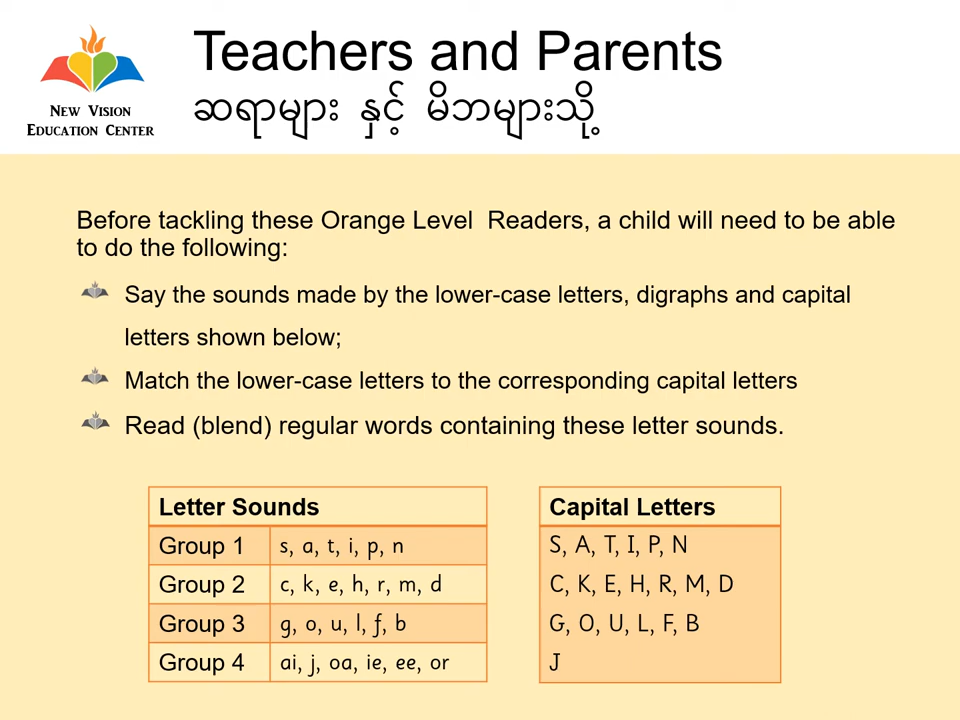 Teachers and Parents
ဆရာများ နှင့် မိဘများသို့
NEW VISION
EDUCATION CENTER
Before tackling these Orange Level Readers, a child will need to be able
to do the following:
Say the sounds made by the lower-case letters, digraphs and capital
letters shown below;
Match the lower-case letters to the corresponding capital letters
Read (blend) regular words containing these letter sounds.
Letter Sounds
Group 1 s, a, t, i, p, n
Group 2 c, k, e, h, r, m, d
Group 3 g, o, u, l, f, b
Group 4 ai, j, oa, ie, ee, or
Capital Letters
S, A, T, I, P, N
C, K, E, H, R, M, D
G, O, U, L, F, B
J